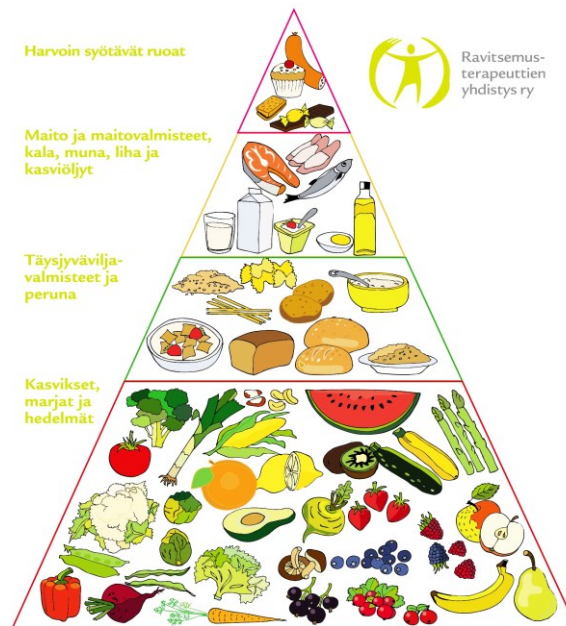 Harvoin syötävät ruoat
Ravitsemus-
terapeuttien
yhdistys ry
Maito ja maitovalmisteet,
kala, muna, liha ja
kasviöljyt
Täysjyvävilja-
valmisteet ja
peruna
Kasvikset,
marjat ja
hedelmät